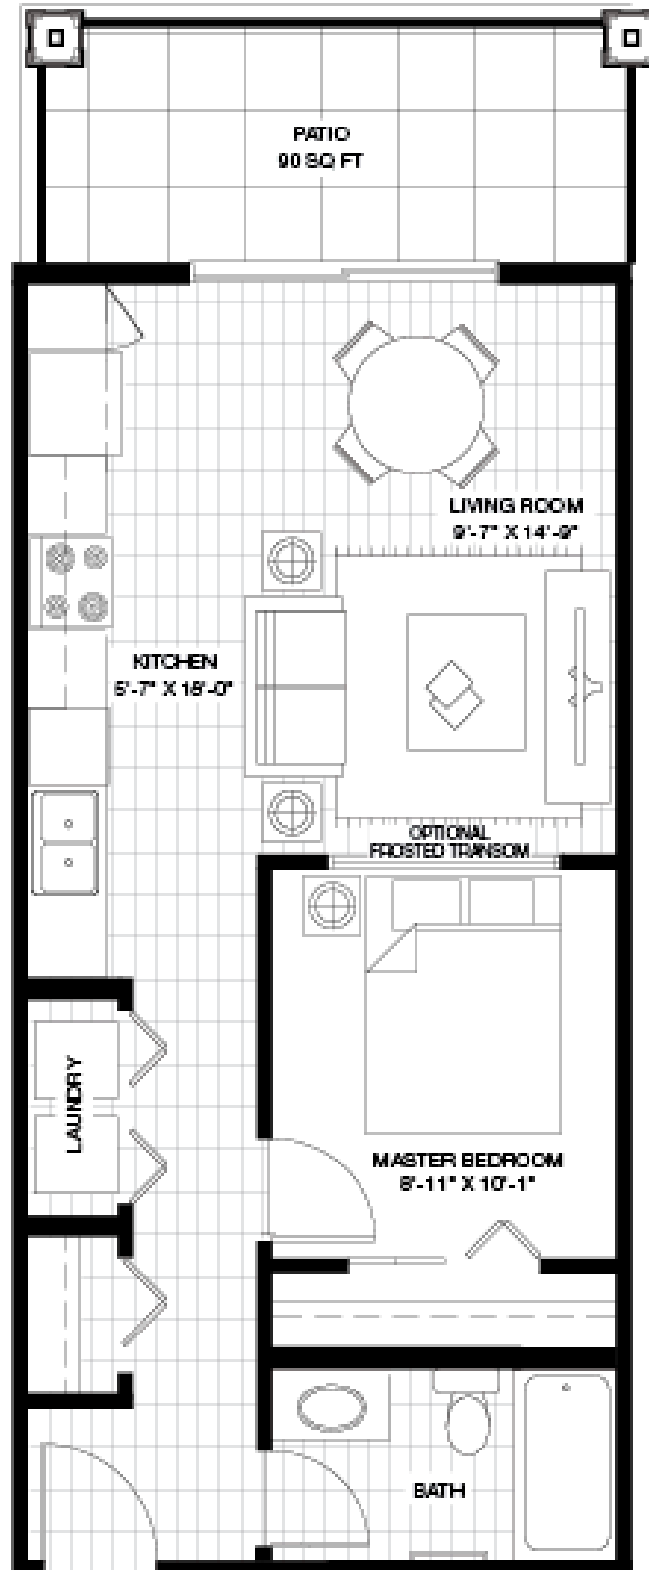 PATIO
90 SQ FT
LIVING ROOM
9'-7" X 14'-9"
KITCHEN
5'-7" X 18'-0"
OPTIONAL
FROSTED TRANSOM
LAUNDRY
MASTER BEDROOM
8'-11" X 10'-1"
BATH